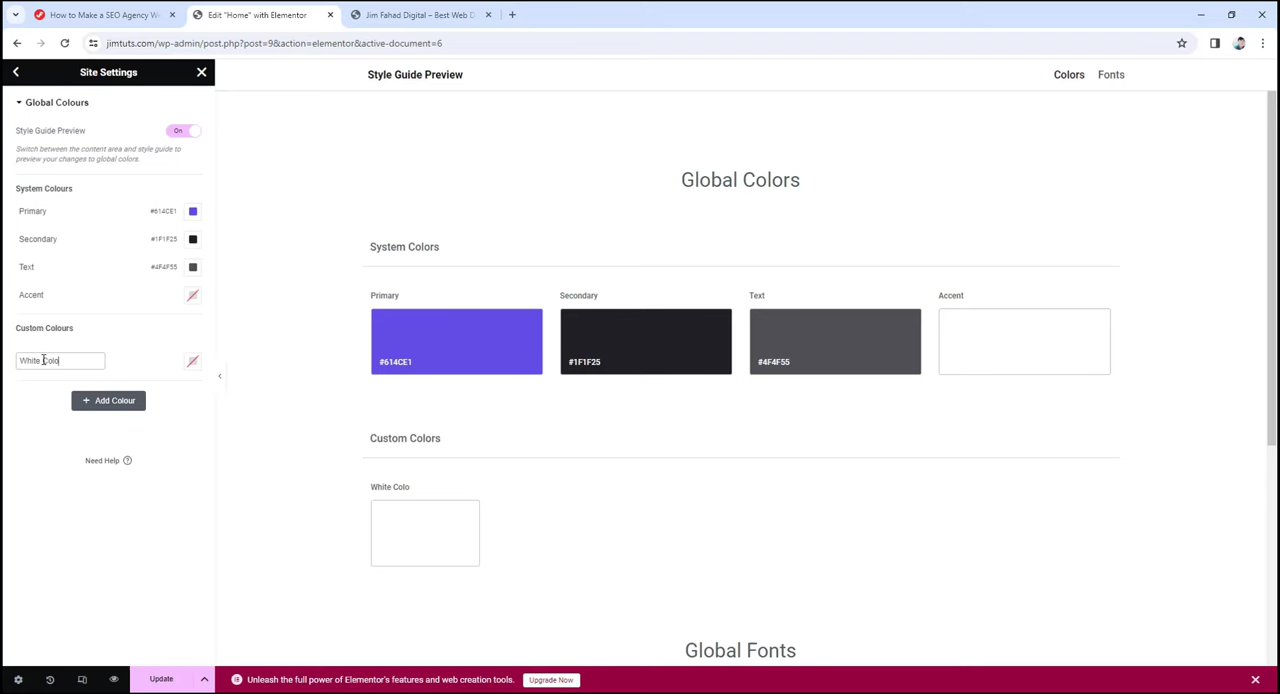 How to Make a SEO Agency W
Edit "Home" with Elementor
Jim Fahad Digital – Best Web D
jimtuts.com/wp-admin/post.php?post=9&action=elementor&active-document=6
Site Settings
Style Guide Preview
Colors
Fonts
Global Colours
Style Guide Preview
On
Switch between the content area and style guide to
preview your changes to global colors.
System Colours
Primary #614CE1
Secondary #1F1F25
Text #4F4F55
Accent
Custom Colours
White Colo
+ Add Colour
Need Help
Global Colors
System Colors
Primary
Secondary
Text
Accent
#614CE1
#1F1F25
#4F4F55
Custom Colors
White Colo
Global Fonts
Update
Unleash the full power of Elementor's features and web creation tools.
Upgrade Now